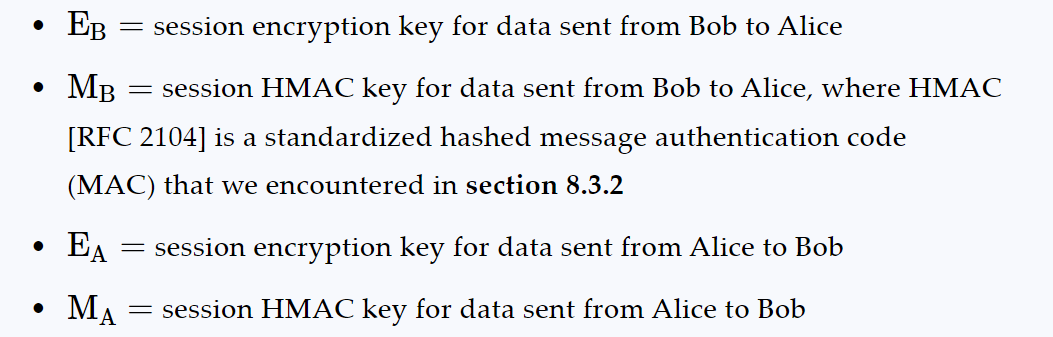 • E_B = session encryption key for data sent from Bob to Alice
• M_B = session HMAC key for data sent from Bob to Alice, where HMAC
[RFC 2104] is a standardized hashed message authentication code
(MAC) that we encountered in section 8.3.2
• E_A = session encryption key for data sent from Alice to Bob
• M_A = session HMAC key for data sent from Alice to Bob